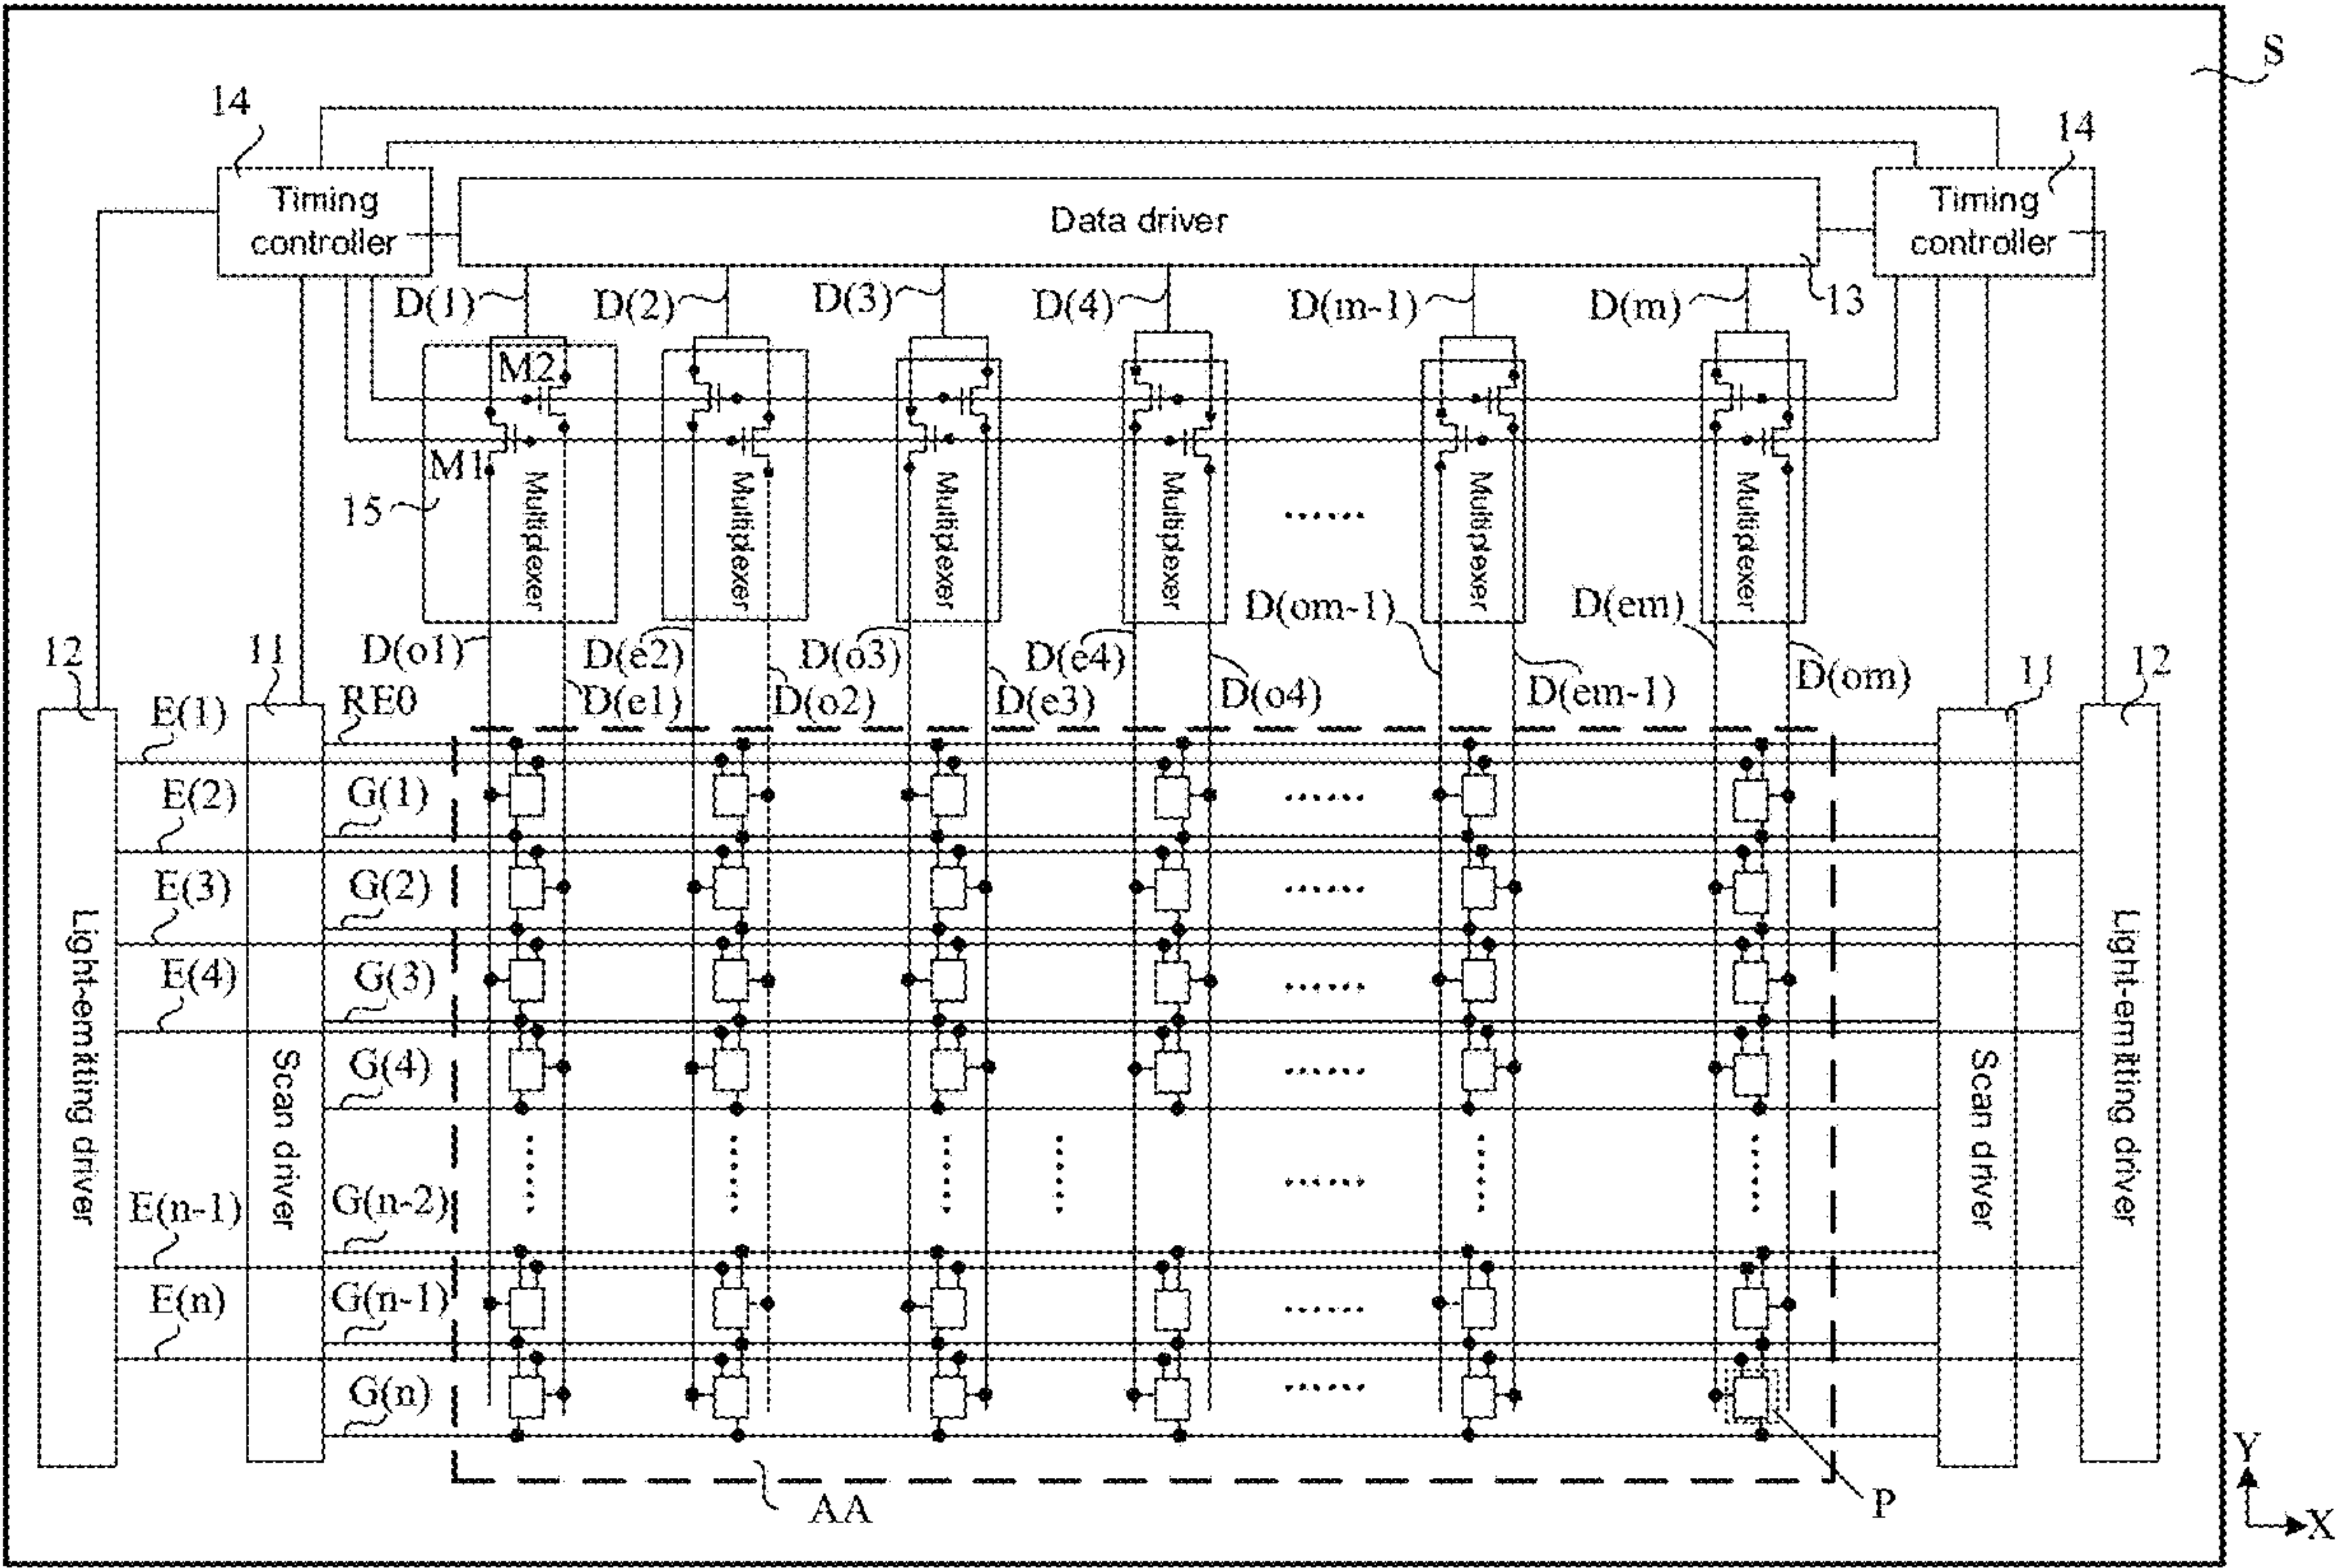 S
14
14
Timing
controller
Data driver
Timing
controller
D(1)
D(2)
D(3)
D(4)
D(m-1)
D(m)
13
M2
M1
15
Multiplexer
Multiplexer
Multiplexer
Multiplexer
......
Multiplexer
Multiplexer
D(om-1)
D(em)
12
11
D(o1)
D(e2)
D(o3)
D(e4)
D(om)
11
12
RE0
D(e1)
D(o2)
D(e3)
D(o4)
D(em-1)
E(1)
E(2)
G(1)
......
E(3)
G(2)
......
E(4)
G(3)
......
G(4)
......
Light-emitting driver
Scan driver
Scan driver
Light-emitting driver
......
......
......
......
......
......
......
E(n-1)
G(n-2)
E(n)
G(n-1)
......
G(n)
......
AA
P
Y
X